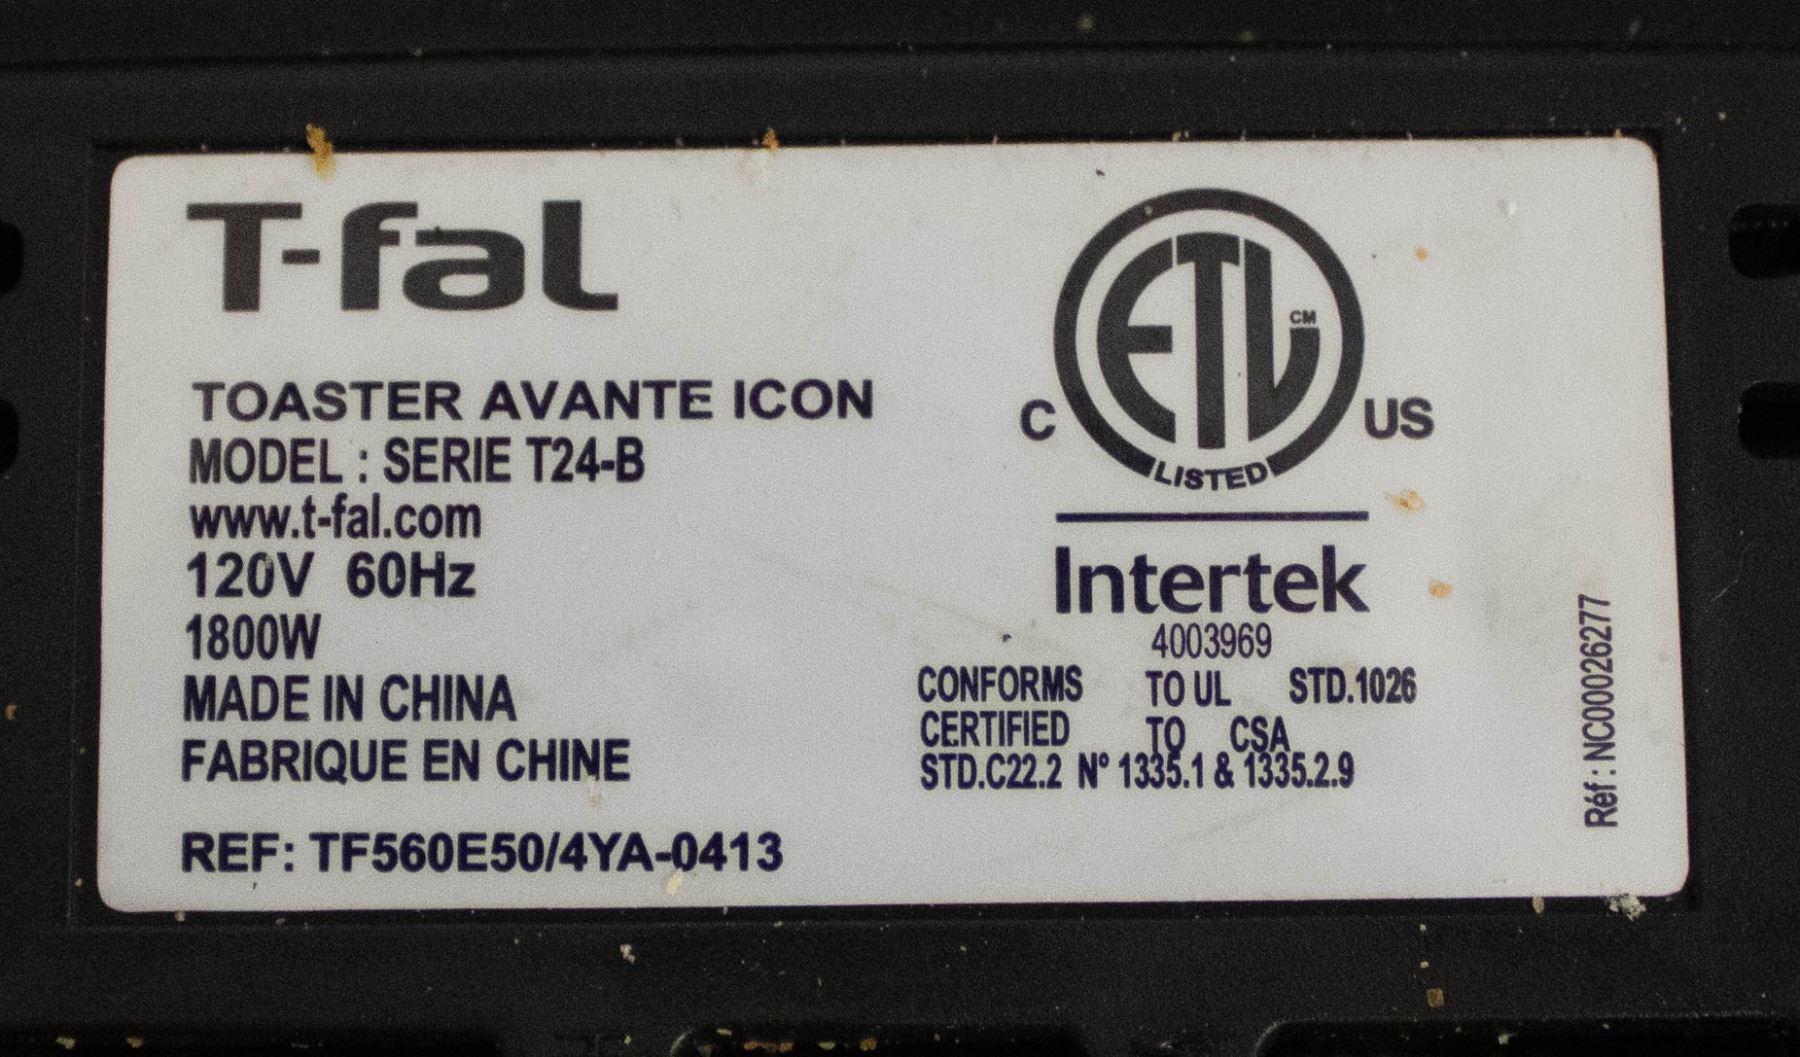 T-fal
TOASTER AVANTE ICON
MODEL : SERIE T24-B
www.t-fal.com
120V 60Hz
1800W
MADE IN CHINA
FABRIQUE EN CHINE
REF: TF560E50/4YA-0413
ETL CM
C US
LISTED
Intertek
4003969
CONFORMS TO UL STD.1026
CERTIFIED TO CSA
STD.C22.2 N° 1335.1 & 1335.2.9
Réf : NC00026277